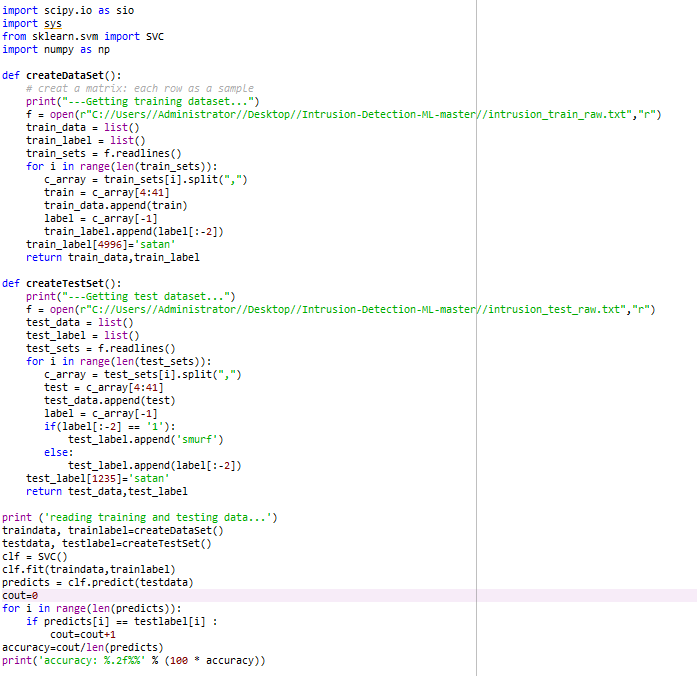 import scipy.io as sio
import sys
from sklearn.svm import SVC
import numpy as np

def createDataSet():
    # creat a matrix: each row as a sample
    print("---Getting training dataset...")
    f = open(r"C://Users//Administrator//Desktop//Intrusion-Detection-ML-master//intrusion_train_raw.txt","r")
    train_data = list()
    train_label = list()
    train_sets = f.readlines()
    for i in range(len(train_sets)):
       c_array = train_sets[i].split(",")
       train = c_array[4:41]
       train_data.append(train)
       label = c_array[-1]
       train_label.append(label[:-2])
    train_label[4996]='satan'
    return train_data,train_label

def createTestSet():
    print("---Getting test dataset...")
    f = open(r"C://Users//Administrator//Desktop//Intrusion-Detection-ML-master//intrusion_test_raw.txt","r")
    test_data = list()
    test_label = list()
    test_sets = f.readlines()
    for i in range(len(test_sets)):
       c_array = test_sets[i].split(",")
       test = c_array[4:41]
       test_data.append(test)
       label = c_array[-1]
       if(label[:-2] == '1'):
           test_label.append('smurf')
       else:
           test_label.append(label[:-2])
    test_label[1235]='satan'
    return test_data,test_label

print ('reading training and testing data...')
traindata, trainlabel=createDataSet()
testdata, testlabel=createTestSet()
clf = SVC()
clf.fit(traindata,trainlabel)
predicts = clf.predict(testdata)
cout=0
for i in range(len(predicts)):
    if predicts[i] == testlabel[i] :
        cout=cout+1
accuracy=cout/len(predicts)
print('accuracy: %.2f%%' % (100 * accuracy))